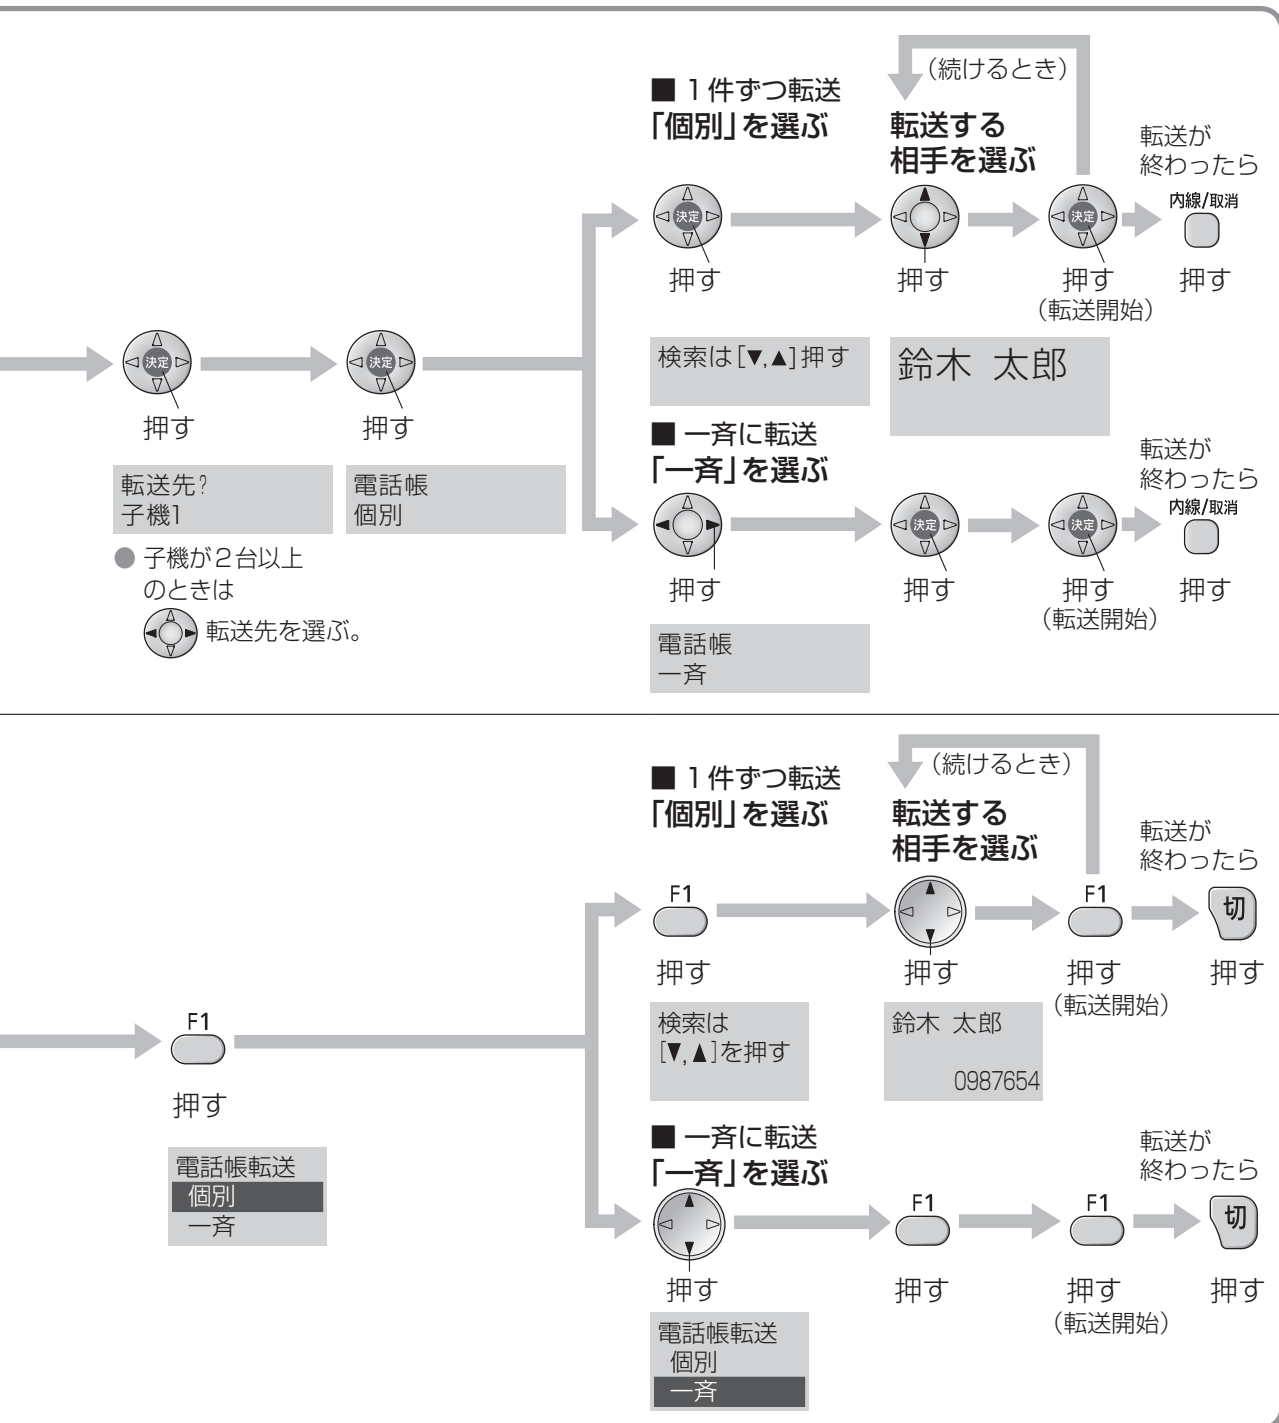 (続けるとき)
■ 1件ずつ転送
「個別」を選ぶ
転送する
相手を選ぶ
転送が
終わったら
内線/取消
決定
決定
押す
押す
押す
(転送開始)
押す
決定
決定
押す
押す
検索は[▼,▲]押す
鈴木 太郎
転送先?
子機1
電話帳
個別
● 子機が2台以上
のときは
転送先を選ぶ。
■ 一斉に転送
「一斉」を選ぶ
転送が
終わったら
内線/取消
決定
決定
押す
押す
押す
(転送開始)
押す
電話帳
一斉
(続けるとき)
■ 1件ずつ転送
「個別」を選ぶ
転送する
相手を選ぶ
転送が
終わったら
F1
F1
切
押す
押す
押す
(転送開始)
押す
F1
押す
検索は
[▼,▲]を押す
鈴木 太郎
0987654
電話帳転送
個別
一斉
■ 一斉に転送
「一斉」を選ぶ
転送が
終わったら
F1
F1
切
押す
押す
押す
(転送開始)
押す
電話帳転送
個別
一斉